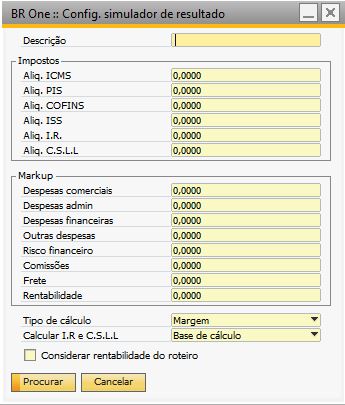 BR One :: Config. simulador de resultado
Descrição
Impostos
Aliq. ICMS 0,0000
Aliq. PIS 0,0000
Aliq. COFINS 0,0000
Aliq. ISS 0,0000
Aliq. I.R. 0,0000
Aliq. C.S.L.L 0,0000
Markup
Despesas comerciais 0,0000
Despesas admin 0,0000
Despesas financeiras 0,0000
Outras despesas 0,0000
Risco financeiro 0,0000
Comissões 0,0000
Frete 0,0000
Rentabilidade 0,0000
Tipo de cálculo Margem
Calcular I.R e C.S.L.L Base de cálculo
Considerar rentabilidade do roteiro
Procurar Cancelar